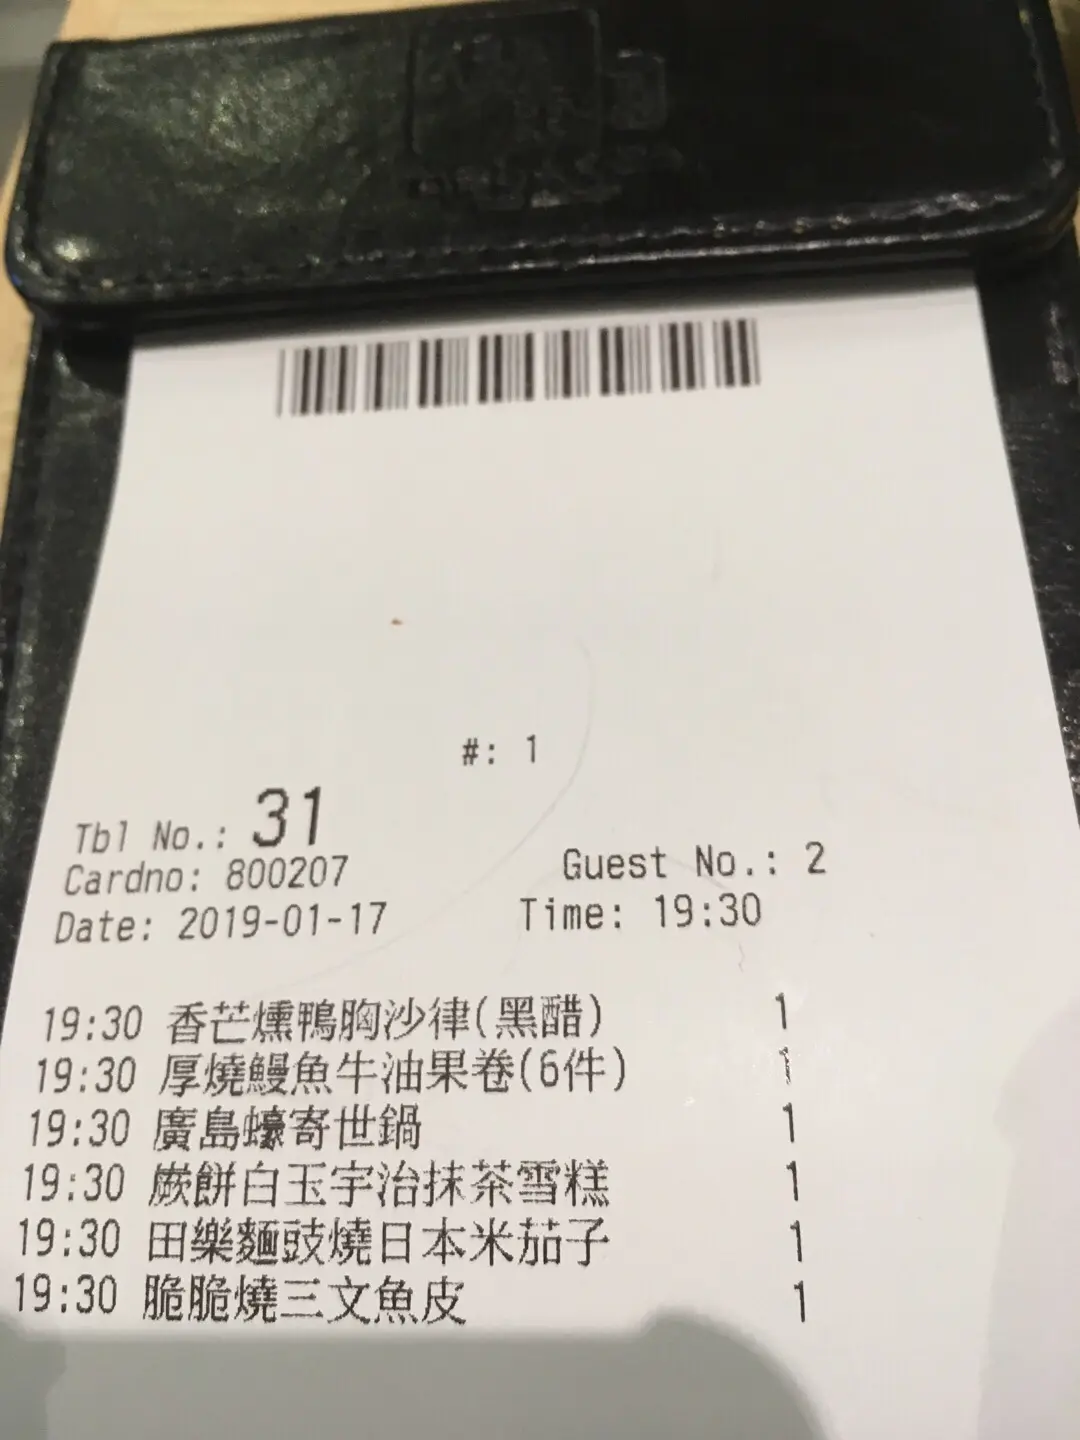 #: 1
Tbl No.: 31
Cardno: 800207 Guest No.: 2
Date: 2019-01-17 Time: 19:30
19:30 香芒燻鴨胸沙律(黑醋) 1
19:30 厚燒鰻魚牛油果卷(6件) 1
19:30 廣島蠔寄世鍋 1
19:30 蕨餅白玉宇治抹茶雪糕 1
19:30 田樂麵豉燒日本米茄子 1
19:30 脆脆燒三文魚皮 1